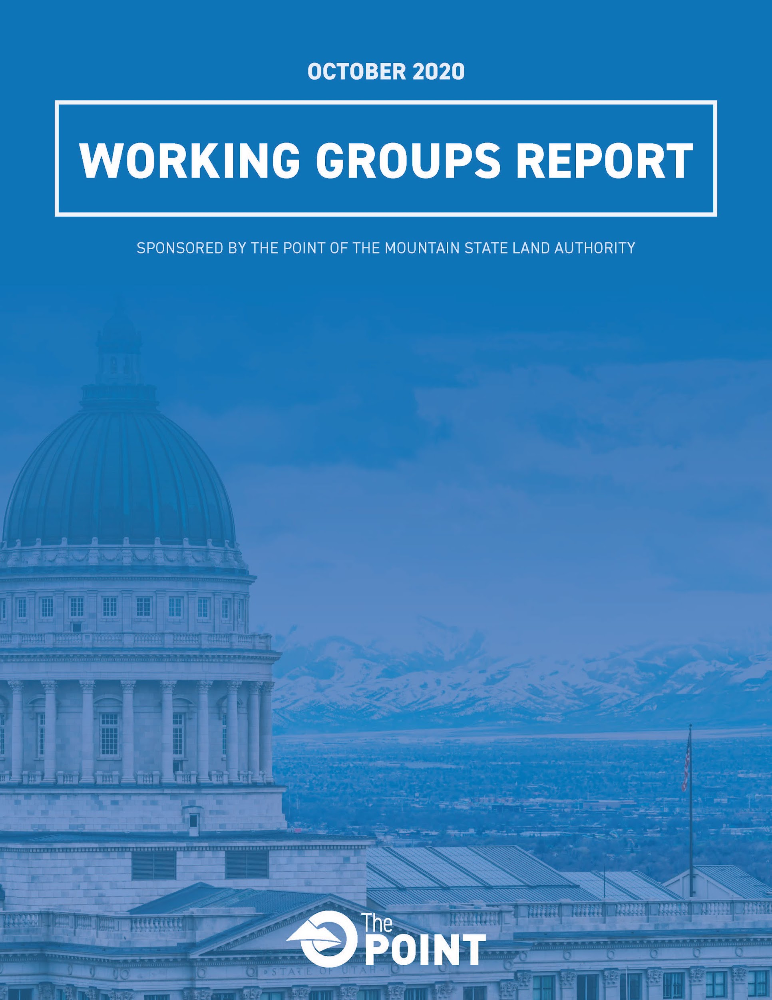 OCTOBER 2020
WORKING GROUPS REPORT
SPONSORED BY THE POINT OF THE MOUNTAIN STATE LAND AUTHORITY
The
POINT
STATE OF UTAH